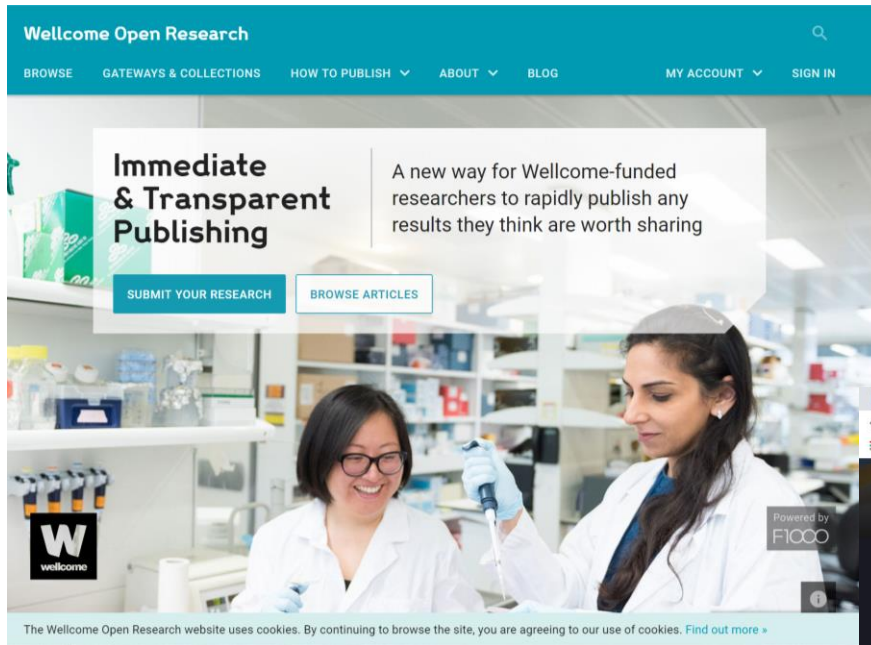 Wellcome Open Research
BROWSE GATEWAYS & COLLECTIONS HOW TO PUBLISH ABOUT BLOG MY ACCOUNT SIGN IN
Immediate
& Transparent
Publishing
A new way for Wellcome-funded
researchers to rapidly publish any
results they think are worth sharing
SUBMIT YOUR RESEARCH BROWSE ARTICLES
W
wellcome
Powered by
F1000
The Wellcome Open Research website uses cookies. By continuing to browse the site, you are agreeing to our use of cookies. Find out more »